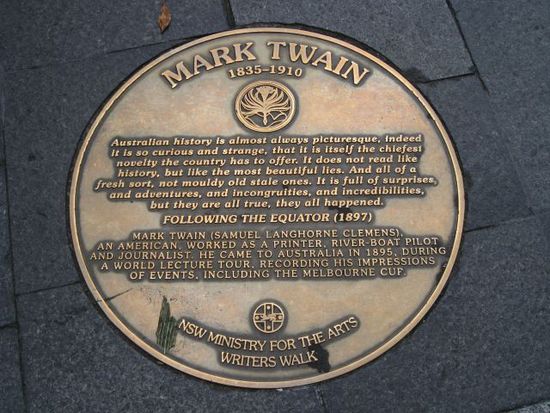 MARK TWAIN
1835–1910
Australian history is almost always picturesque, indeed
it is so curious and strange, that it is itself the chiefest
novelty the country has to offer. It does not read like
history, but like the most beautiful lies. And all of a
fresh sort, not mouldy old stale ones. It is full of surprises,
and adventures, and incongruities, and incredibilities,
but they are all true, they all happened.
FOLLOWING THE EQUATOR (1897)
MARK TWAIN (SAMUEL LANGHORNE CLEMENS),
AN AMERICAN, WORKED AS A PRINTER, RIVER-BOAT PILOT
AND JOURNALIST. HE CAME TO AUSTRALIA IN 1895, DURING
A WORLD LECTURE TOUR, RECORDING HIS IMPRESSIONS
OF EVENTS, INCLUDING THE MELBOURNE CUP.
NSW MINISTRY FOR THE ARTS
WRITERS WALK